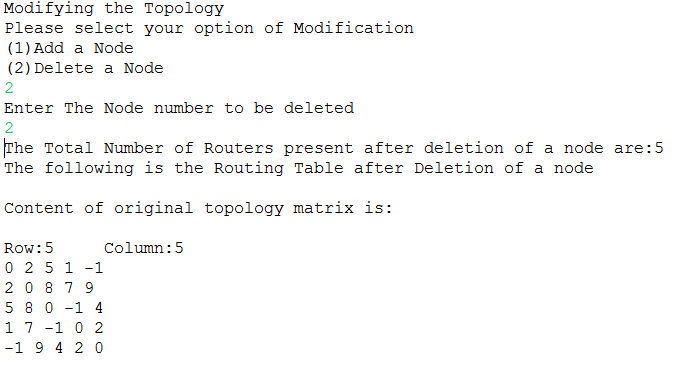 Modifying the Topology
Please select your option of Modification
(1)Add a Node
(2)Delete a Node
2
Enter The Node number to be deleted
2
The Total Number of Routers present after deletion of a node are:5
The following is the Routing Table after Deletion of a node
Content of original topology matrix is:
Row:5     Column:5
0 2 5 1 -1
2 0 8 7 9
5 8 0 -1 4
1 7 -1 0 2
-1 9 4 2 0